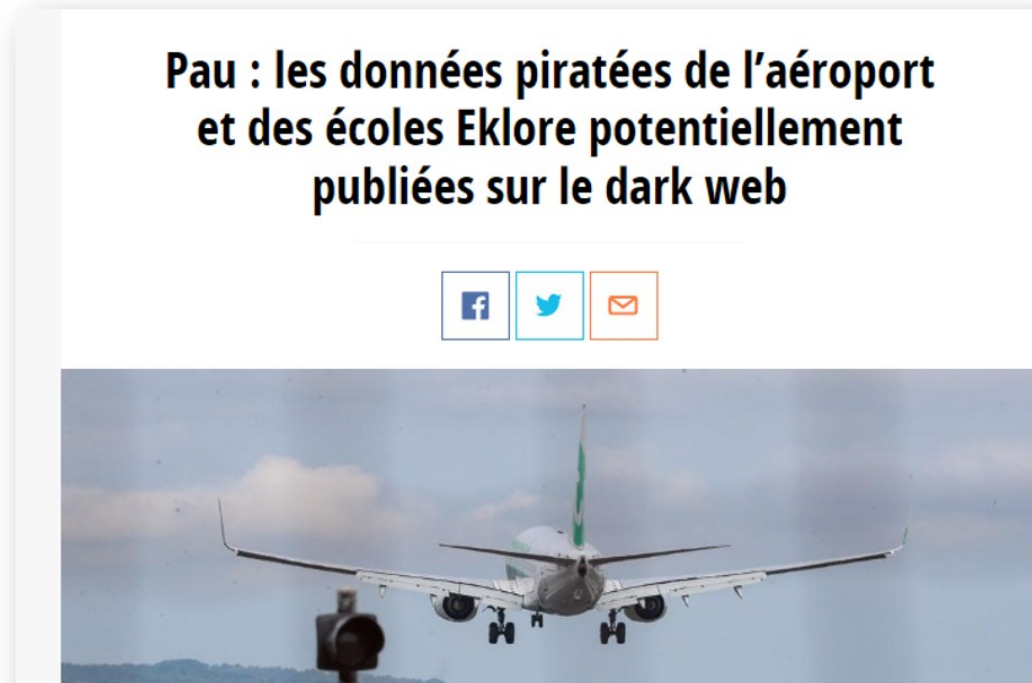 Pau : les données piratées de l’aéroport
et des écoles Eklore potentiellement
publiées sur le dark web